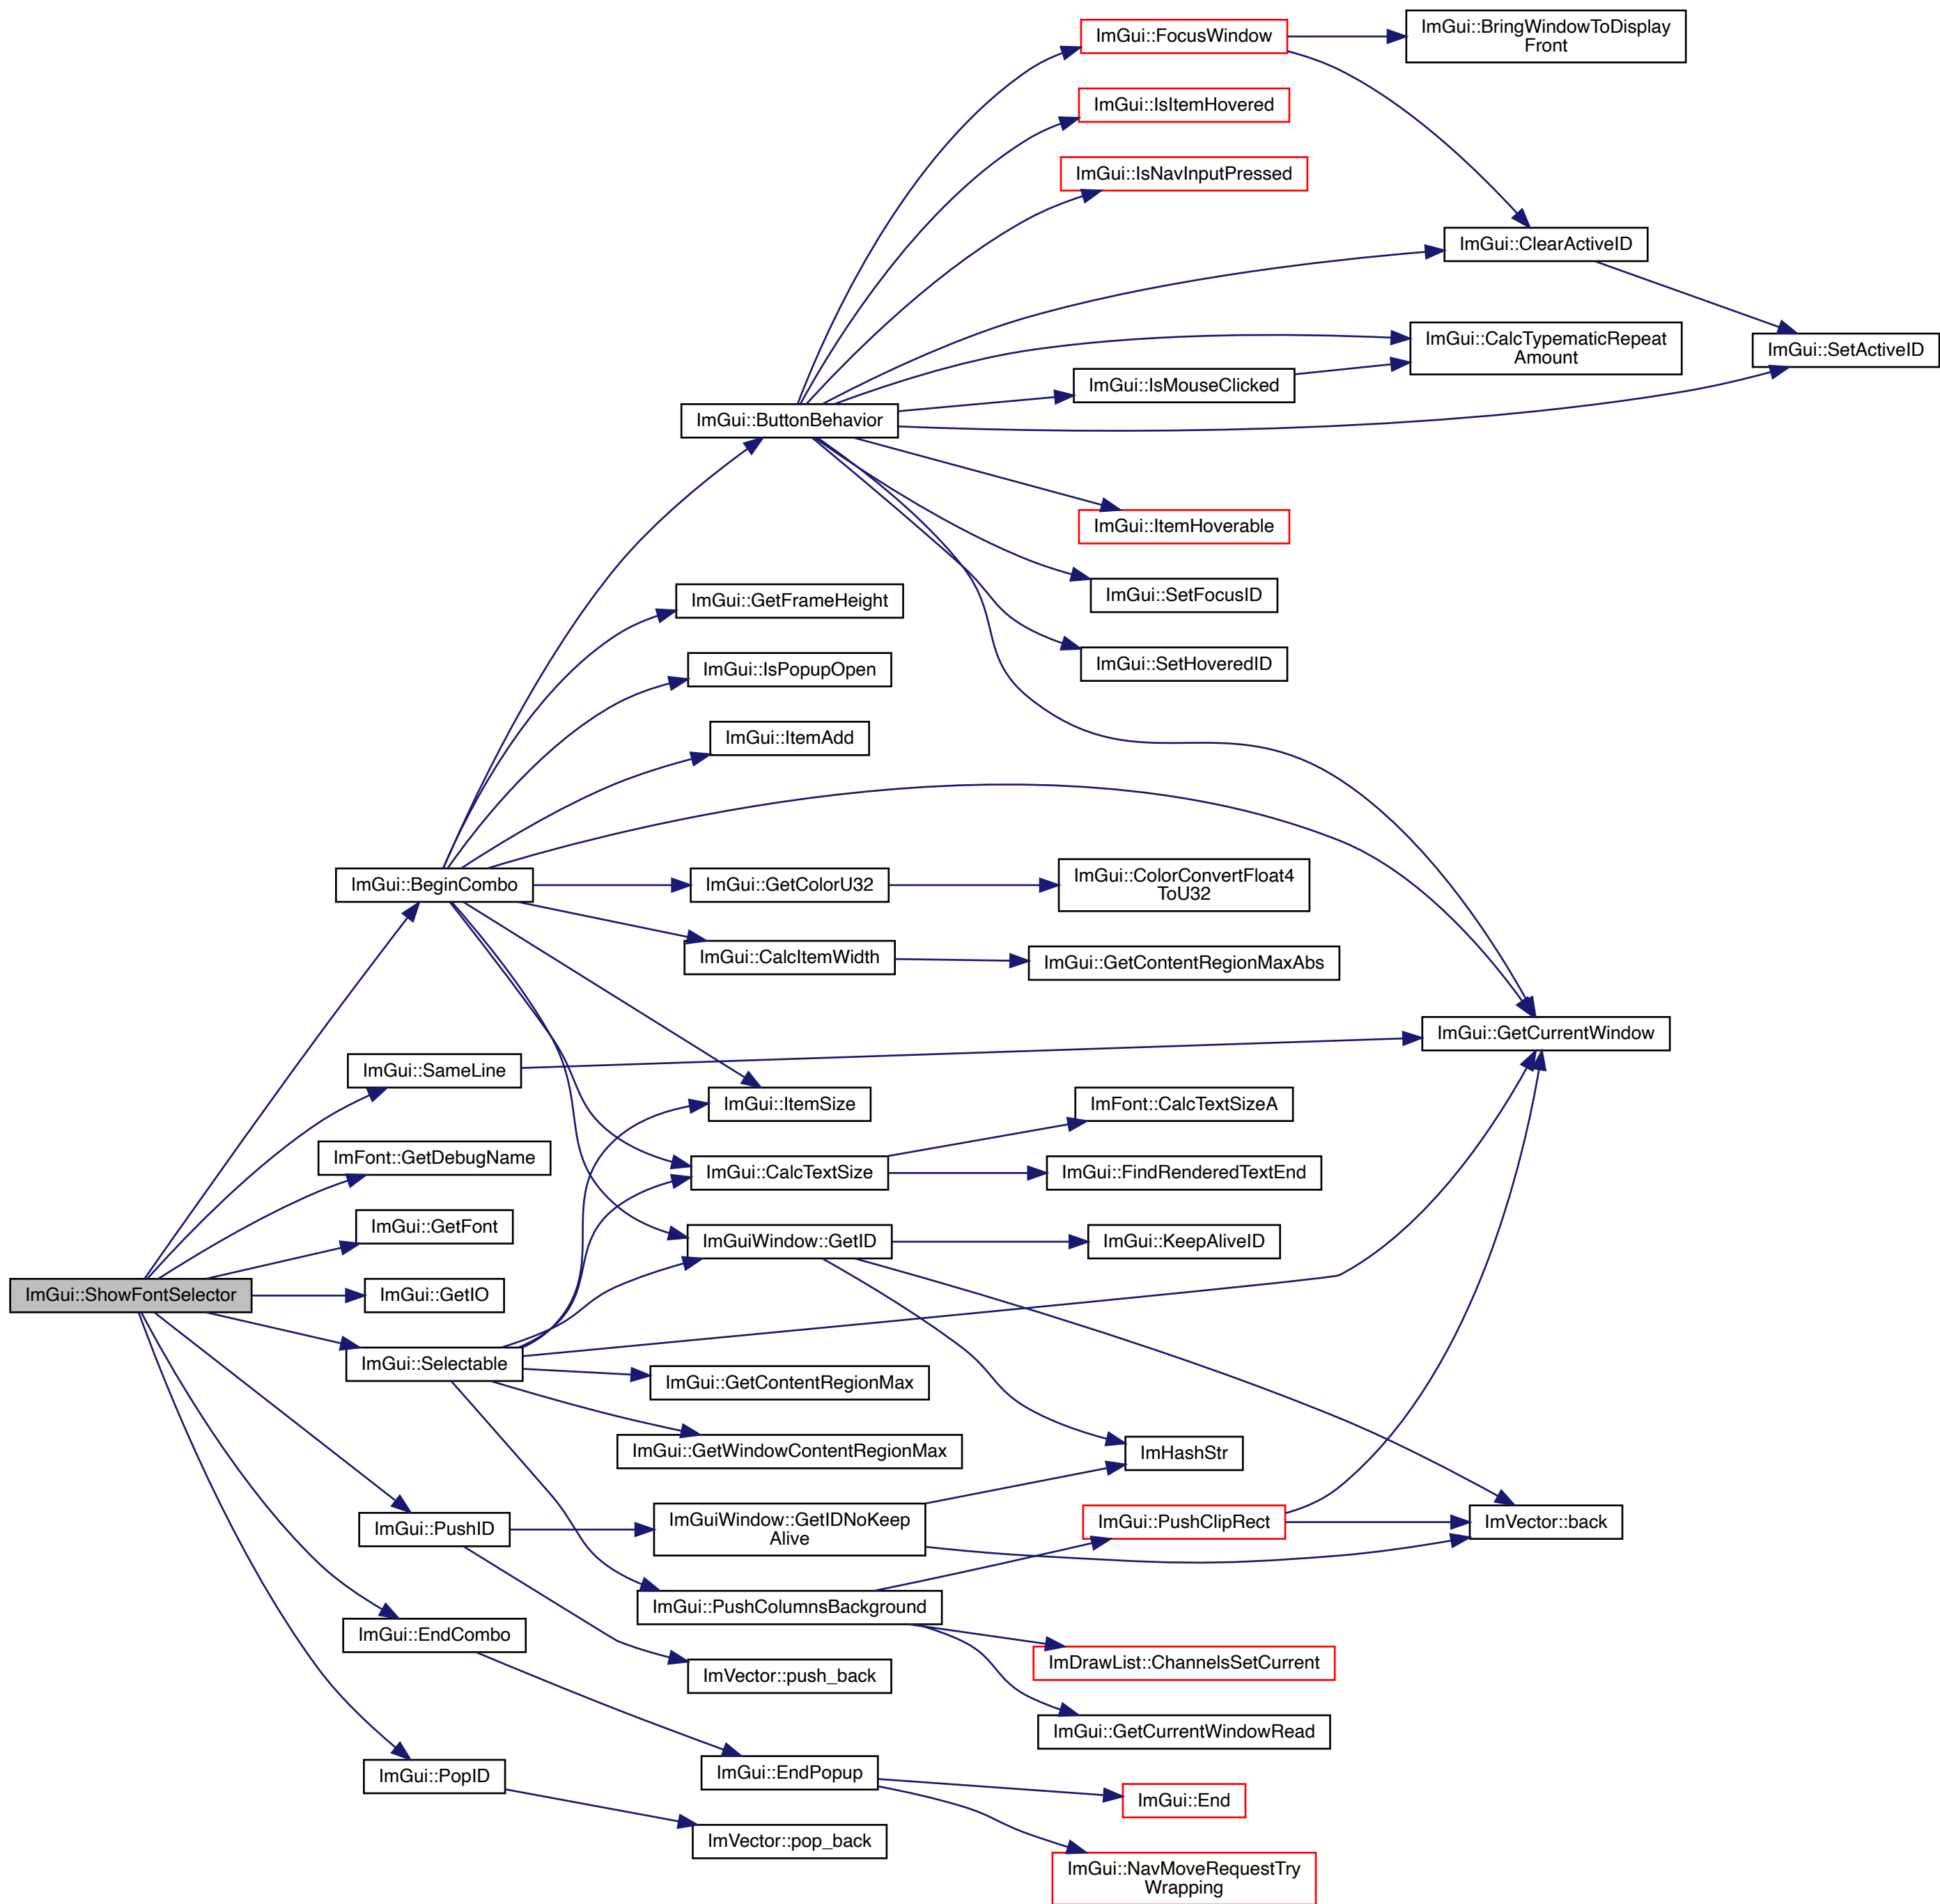 ImGui::FocusWindow
ImGui::BringWindowToDisplay
Front
ImGui::IsItemHovered
ImGui::IsNavInputPressed
ImGui::ClearActiveID
ImGui::CalcTypematicRepeat
Amount
ImGui::SetActiveID
ImGui::IsMouseClicked
ImGui::ButtonBehavior
ImGui::ItemHoverable
ImGui::SetFocusID
ImGui::GetFrameHeight
ImGui::SetHoveredID
ImGui::IsPopupOpen
ImGui::ItemAdd
ImGui::BeginCombo
ImGui::GetColorU32
ImGui::ColorConvertFloat4
ToU32
ImGui::CalcItemWidth
ImGui::GetContentRegionMaxAbs
ImGui::GetCurrentWindow
ImGui::SameLine
ImGui::ItemSize
ImFont::CalcTextSizeA
ImFont::GetDebugName
ImGui::CalcTextSize
ImGui::FindRenderedTextEnd
ImGui::GetFont
ImGuiWindow::GetID
ImGui::KeepAliveID
ImGui::ShowFontSelector
ImGui::GetIO
ImGui::Selectable
ImGui::GetContentRegionMax
ImGui::GetWindowContentRegionMax
ImHashStr
ImGui::PushID
ImGuiWindow::GetIDNoKeep
Alive
ImGui::PushClipRect
ImVector::back
ImGui::PushColumnsBackground
ImGui::EndCombo
ImDrawList::ChannelsSetCurrent
ImVector::push_back
ImGui::GetCurrentWindowRead
ImGui::PopID
ImGui::EndPopup
ImGui::End
ImVector::pop_back
ImGui::NavMoveRequestTry
Wrapping